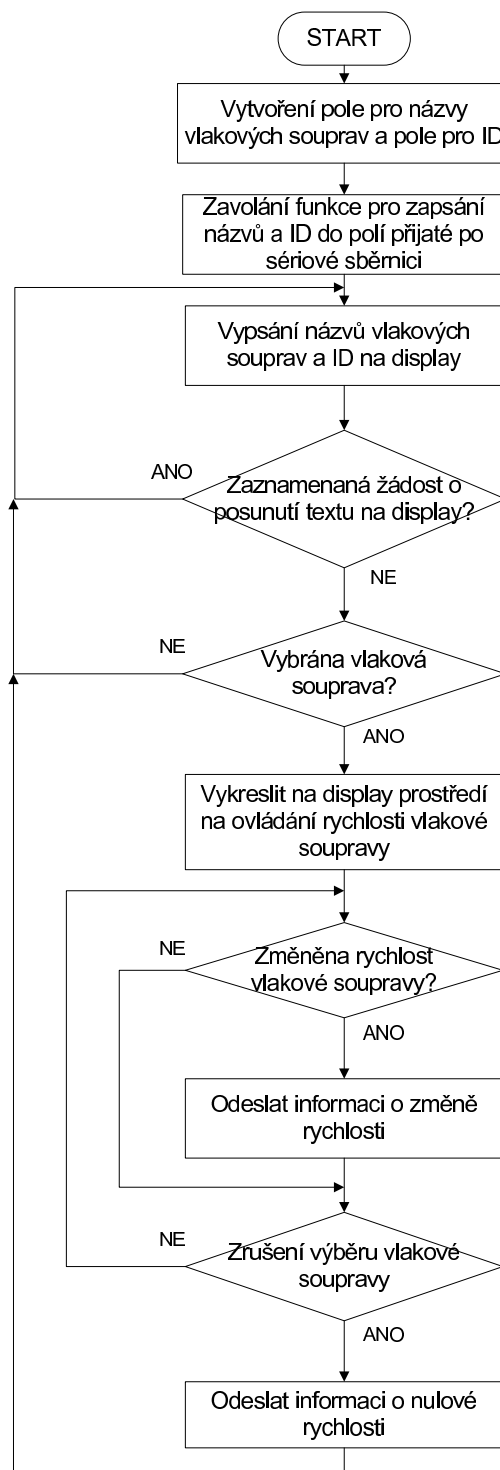 START
Vytvoření pole pro názvy
vlakových souprav a pole pro ID
Zavolání funkce pro zapsání
názvů a ID do polí přijaté po
sériové sběrnici
Vypsání názvů vlakových
souprav a ID na display
ANO
Zaznamenaná žádost o
posunutí textu na display?
NE
NE
Vybrána vlaková
souprava?
ANO
Vykreslit na display prostředí
na ovládání rychlosti vlakové
soupravy
NE
Změněna rychlost
vlakové soupravy?
ANO
Odeslat informaci o změně
rychlosti
NE
Zrušení výběru vlakové
soupravy
ANO
Odeslat informaci o nulové
rychlosti